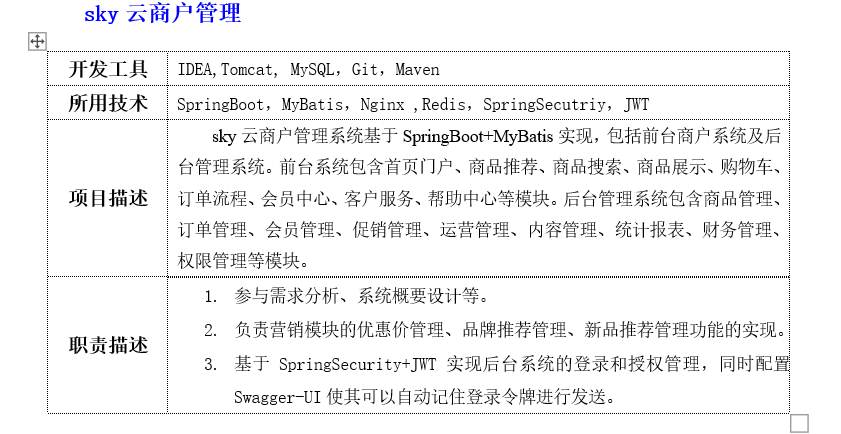 sky 云商户管理
开发工具 IDEA,Tomcat, MySQL，Git，Maven
所用技术 SpringBoot，MyBatis，Nginx ,Redis，SpringSecutriy，JWT
项目描述
sky 云商户管理系统基于 SpringBoot+MyBatis 实现，包括前台商户系统及后
台管理系统。前台系统包含首页门户、商品推荐、商品搜索、商品展示、购物车、
订单流程、会员中心、客户服务、帮助中心等模块。后台管理系统包含商品管理、
订单管理、会员管理、促销管理、运营管理、内容管理、统计报表、财务管理、
权限管理等模块。
职责描述
1. 参与需求分析、系统概要设计等。
2. 负责营销模块的优惠价管理、品牌推荐管理、新品推荐管理功能的实现。
3. 基于 SpringSecurity+JWT 实现后台系统的登录和授权管理，同时配置
Swagger-UI 使其可以自动记住登录令牌进行发送。